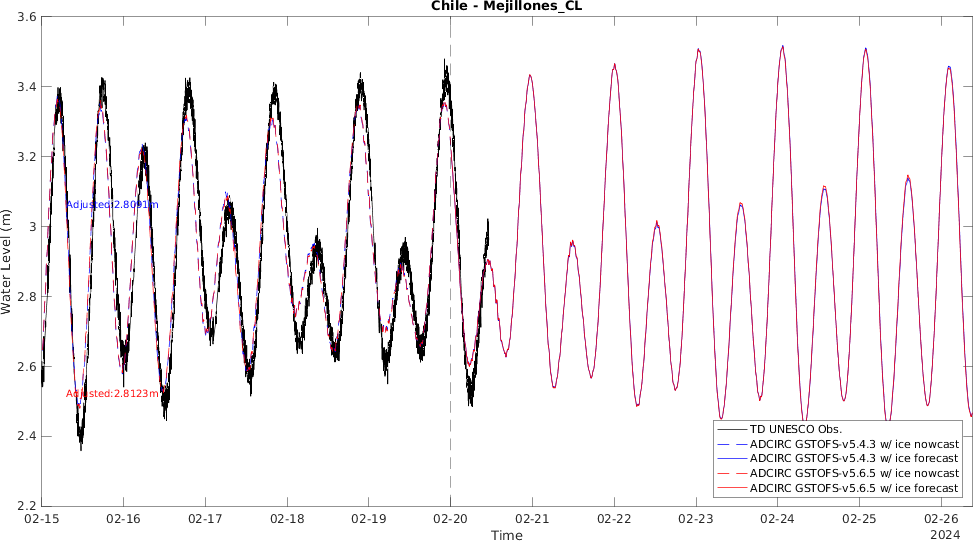 Chile - Mejillones_CL
3.6
3.4
3.2
3
2.8
2.6
2.4
2.2
Water Level (m)
Adjusted:2.8091m
Adjusted:2.8123m
TD UNESCO Obs.
ADCIRC GSTOFS-v5.4.3 w/ ice nowcast
ADCIRC GSTOFS-v5.4.3 w/ ice forecast
ADCIRC GSTOFS-v5.6.5 w/ ice nowcast
ADCIRC GSTOFS-v5.6.5 w/ ice forecast
02-15 02-16 02-17 02-18 02-19 02-20 02-21 02-22 02-23 02-24 02-25 02-26
2024
Time